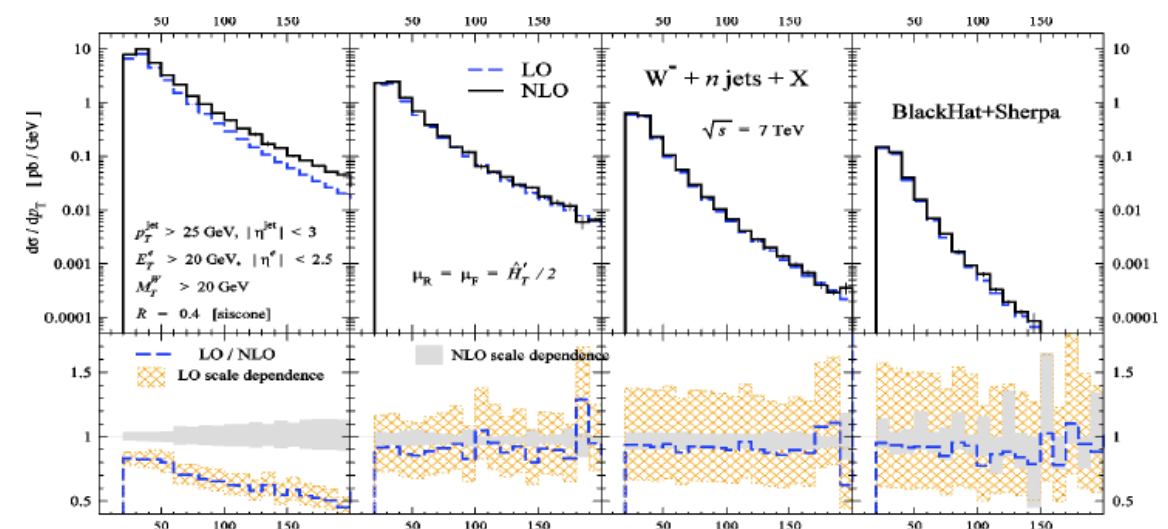 50 100 150 50 100 150 50 100 150 50 100 150
10
1
0.1
0.01
0.001
0.0001
dσ / dp_T [ pb / GeV ]
p_T^jet > 25 GeV, | η^jet | < 3
E_T^e > 20 GeV, | η^e | < 2.5
M_T^W > 20 GeV
R = 0.4 [siscone]
LO
NLO
μ_R = μ_F = Ĥ_T' / 2
W^- + n jets + X
√s = 7 TeV
BlackHat+Sherpa
10
1
0.1
0.01
0.001
0.0001
LO / NLO
LO scale dependence
NLO scale dependence
1.5
1
0.5
1.5
1
0.5
50 100 150 50 100 150 50 100 150 50 100 150